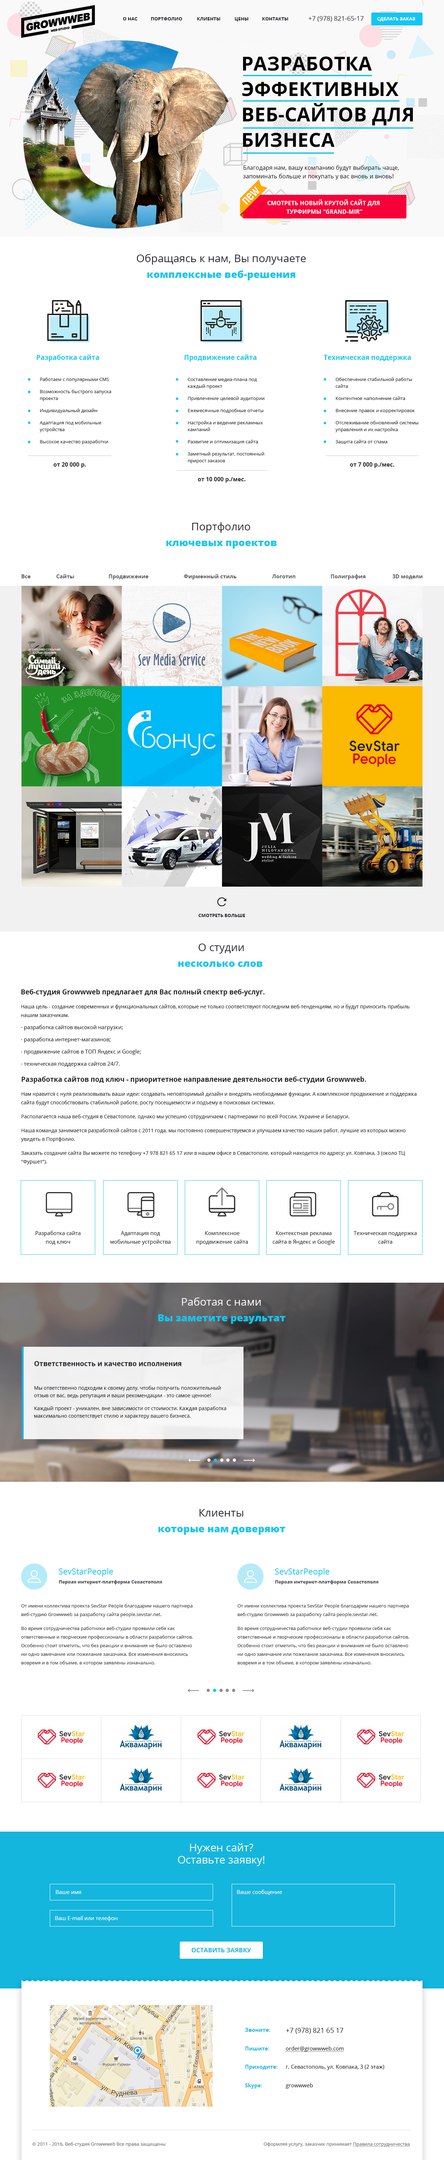 GROWWWEB
WEB-STUDIO
О НАС ПОРТФОЛИО КЛИЕНТЫ ЦЕНЫ КОНТАКТЫ
+7 (978) 821-65-17
СДЕЛАТЬ ЗАКАЗ
РАЗРАБОТКА
ЭФФЕКТИВНЫХ
ВЕБ-САЙТОВ ДЛЯ
БИЗНЕСА
Благодаря нам, вашу компанию будут выбирать чаще,
запоминать больше и покупать у вас вновь и вновь!
new
СМОТРЕТЬ НОВЫЙ КРУТОЙ САЙТ ДЛЯ
ТУРФИРМЫ "GRAND-MIR"
Обращаясь к нам, Вы получаете
комплексные веб-решения
Разработка сайта
Работаем с популярными CMS
Возможность быстрого запуска
проекта
Индивидуальный дизайн
Адаптация под мобильные
устройства
Высокое качество разработки
от 20 000 р.
Продвижение сайта
Составление медиа-плана под
каждый проект
Привлечение целевой аудитории
Ежемесячные подробные отчеты
Настройка и ведение рекламных
кампаний
Развитие и оптимизация сайта
Заметный результат, постоянный
прирост заказов
от 10 000 р./мес.
Техническая поддержка
Обеспечение стабильной работы
сайта
Контентное наполнение сайта
Внесение правок и корректировок
Отслеживание обновлений системы
управления и их настройка
Защита сайта от спама
от 7 000 р./мес.
Портфолио
ключевых проектов
Все Сайты Продвижение Фирменный стиль Логотип Полиграфия 3D модели
Самый
лучший
день
Sev Media Service
BOOK
ЗА ЗДОРОВЬЕ!
бонус
SevStar
People
JM
JULIA
MILOVANOVA
wedding & fashion
stylist
СМОТРЕТЬ БОЛЬШЕ
О студии
несколько слов
Веб-студия Growwweb предлагает для Вас полный спектр веб-услуг.
Наша цель - создание современных и функциональных сайтов, которые не только соответствуют последним веб-тенденциям, но и будут приносить прибыль
нашим заказчикам.
- разработка сайтов высокой нагрузки;
- разработка интернет-магазинов;
- продвижение сайтов в ТОП Яндекс и Google;
- техническая поддержка сайтов 24/7.
Разработка сайтов под ключ - приоритетное направление деятельности веб-студии Growwweb.
Нам нравится с нуля реализовывать ваши идеи: создавать неповторимый дизайн и внедрять необходимые функции. А комплексное продвижение и поддержка
сайта будут способствовать стабильной работе, росту посещаемости и подъему в поисковых системах.
Располагается наша веб-студия в Севастополе, однако мы успешно сотрудничаем с партнерами по всей России, Украине и Беларуси.
Наша команда занимается разработкой сайтов с 2011 года, мы постоянно совершенствуемся и улучшаем качество наших работ, лучшие из которых можно
увидеть в Портфолио.
Заказать создание сайта Вы можете по телефону +7 978 821 65 17 или в нашем офисе в Севастополе, который находится по адресу: ул. Ковпака, 3 (около ТЦ
"Фуршет").
Разработка сайта
под ключ
Адаптация под
мобильные устройства
Комплексное
продвижение сайта
Контекстная реклама
сайта в Яндекс и Google
Техническая поддержка
сайта
Работая с нами
Вы заметите результат
Ответственность и качество исполнения
Мы ответственно подходим к своему делу, чтобы получить положительный
отзыв от вас, ведь репутация и ваши рекомендации - это самое ценное!
Каждый проект - уникален, вне зависимости от стоимости. Каждая разработка
максимально соответствует стилю и характеру вашего бизнеса.
Клиенты
которые нам доверяют
SevStarPeople
Первая интернет-платформа Севастополя
От имени коллектива проекта SevStar People благодарим нашего партнера
веб-студию Growwweb за разработку сайта people.sevstar.net.
Во время сотрудничества работники веб-студии проявили себя как
ответственные и творческие профессионалы в области разработки сайтов.
Особенно стоит отметить, что без реакции и внимания не было оставлено
ни одно замечание или пожелание заказчика. Все изменения вносились
вовремя и в том объеме, в котором заявлены изначально.
SevStarPeople
Первая интернет-платформа Севастополя
От имени коллектива проекта SevStar People благодарим нашего партнера
веб-студию Growwweb за разработку сайта people.sevstar.net.
Во время сотрудничества работники веб-студии проявили себя как
ответственные и творческие профессионалы в области разработки сайтов.
Особенно стоит отметить, что без реакции и внимания не было оставлено
ни одно замечание или пожелание заказчика. Все изменения вносились
вовремя и в том объеме, в котором заявлены изначально.
SevStar
People
Аквамарин
SevStar
People
Аквамарин
SevStar
People
SevStar
People
Аквамарин
SevStar
People
Аквамарин
SevStar
People
Нужен сайт?
Оставьте заявку!
Ваше имя
Ваш E-mail или телефон
Ваше сообщение
ОСТАВИТЬ ЗАЯВКУ
Школа № 40
Фуршет-Гурман
ул. Руднева
Звоните: +7 (978) 821 65 17
Пишите: order@growwweb.com
Приходите: г. Севастополь, ул. Ковпака, 3 (2 этаж)
Skype: growwweb
© 2011 - 2016, Веб-студия Growwweb Все права защищены
Оформляя услугу, заказчик принимает Правила сотрудничества